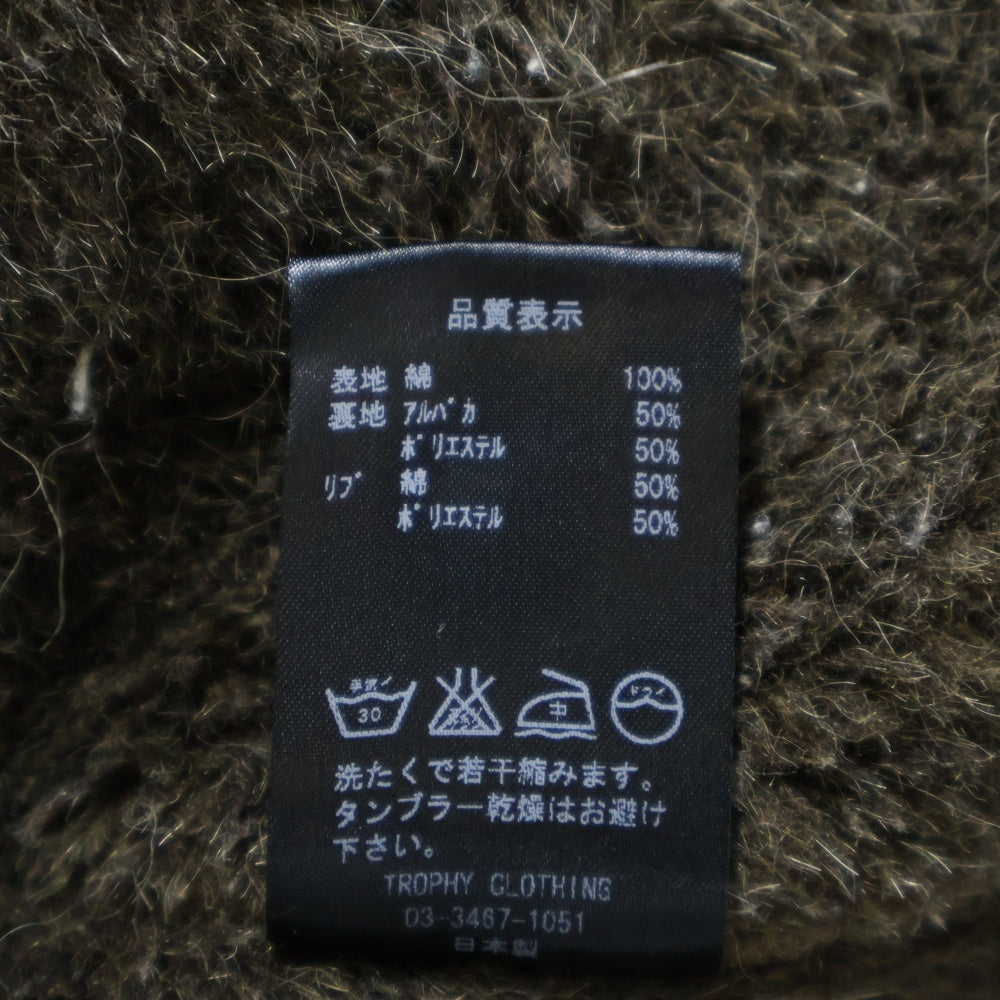 品質表示
表地 綿 100%
裏地 アルパカ 50%
ポリエステル 50%
リブ 綿 50%
ポリエステル 50%
手洗イ 30 中 ドライ
洗たくで若干縮みます。
タンブラー乾燥はお避け
下さい。
TROPHY CLOTHING
03-3467-1051
日本製